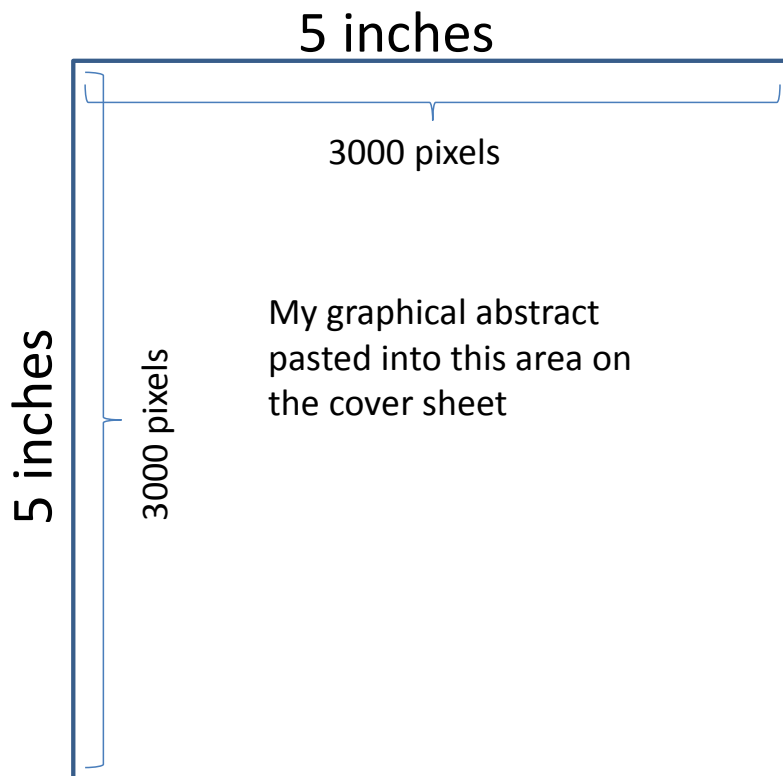 5 inches
3000 pixels
My graphical abstract
pasted into this area on
the cover sheet
5 inches
3000 pixels